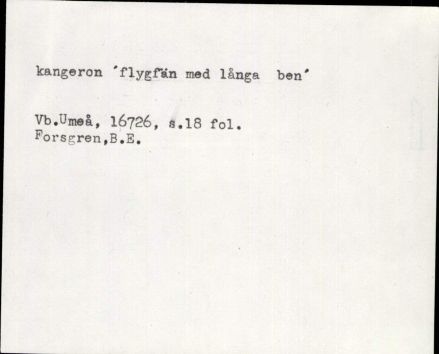 kangeron ´flygfän med långa ben´
Vb.Umeå, 16726, s.18 fol.
Forsgren,B.E.